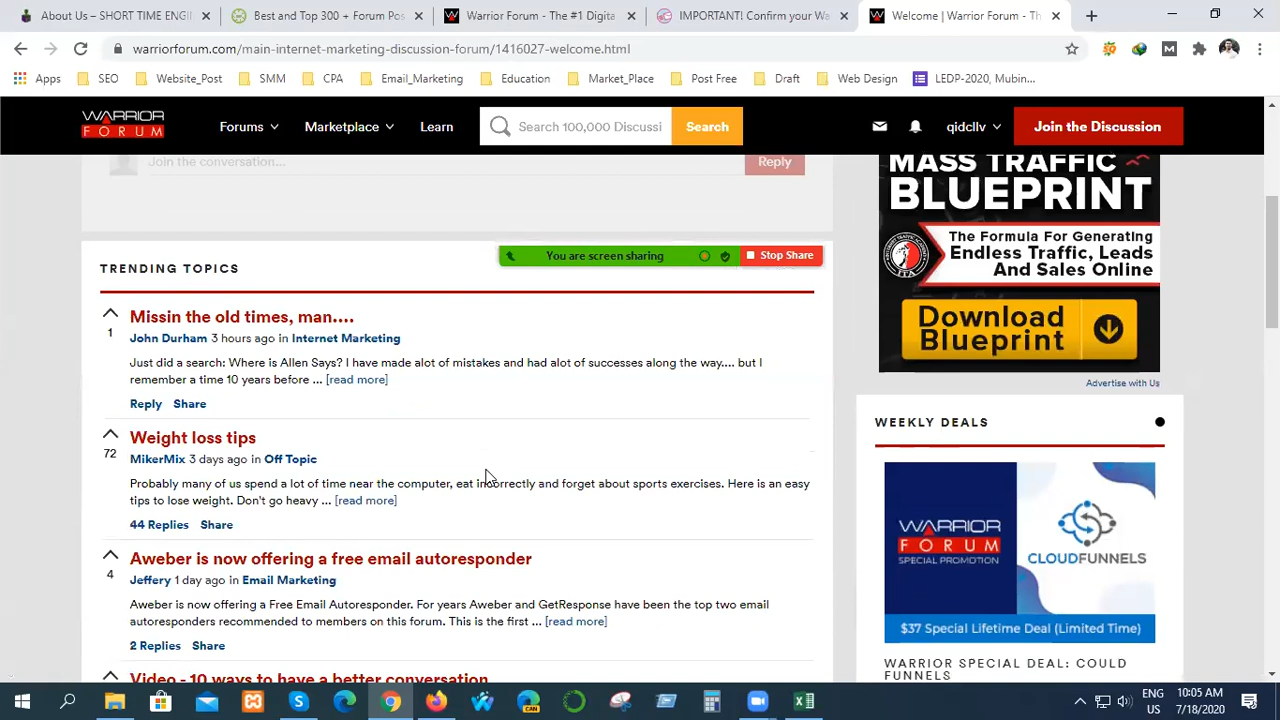 About Us – SHORT TIME EV
Best and Top 300+ Forum Pos
Warrior Forum - The #1 Digi
IMPORTANT! Confirm your Wa
Welcome | Warrior Forum - Th
warriorforum.com/main-internet-marketing-discussion-forum/1416027-welcome.html
Apps SEO Website_Post SMM CPA Email_Marketing Education Market_Place Post Free Draft Web Design LEDP-2020, Mubin...
WARRIOR
FORUM
Forums Marketplace Learn Search 100,000 Discussi Search qidcllv Join the Discussion
Join the conversation... Reply
TRENDING TOPICS
You are screen sharing Stop Share
Missin the old times, man....
1
John Durham 3 hours ago in Internet Marketing
Just did a search: Where is Allen Says? I have made alot of mistakes and had alot of successes along the way.... but I
remember a time 10 years before ... [read more]
Reply Share
Weight loss tips
72
MikerMix 3 days ago in Off Topic
Probably many of us spend a lot of time near the computer, eat incorrectly and forget about sports exercises. Here is an easy
tips to lose weight. Don't go heavy ... [read more]
44 Replies Share
Aweber is now offering a free email autoresponder
4
Jeffery 1 day ago in Email Marketing
Aweber is now offering a Free Email Autoresponder. For years Aweber and GetResponse have been the top two email
autoresponders recommended to members on this forum. This is the first ... [read more]
2 Replies Share
Video - 10 ways to have a better conversation
MASS TRAFFIC
BLUEPRINT
ITA
The Formula For Generating
Endless Traffic, Leads
And Sales Online
Download
Blueprint
Advertise with Us
WEEKLY DEALS
WARRIOR
FORUM
SPECIAL PROMOTION
CLOUDFUNNELS
$37 Special Lifetime Deal (Limited Time)
WARRIOR SPECIAL DEAL: COULD
FUNNELS
CAN
ENG
US
10:05 AM
7/18/2020